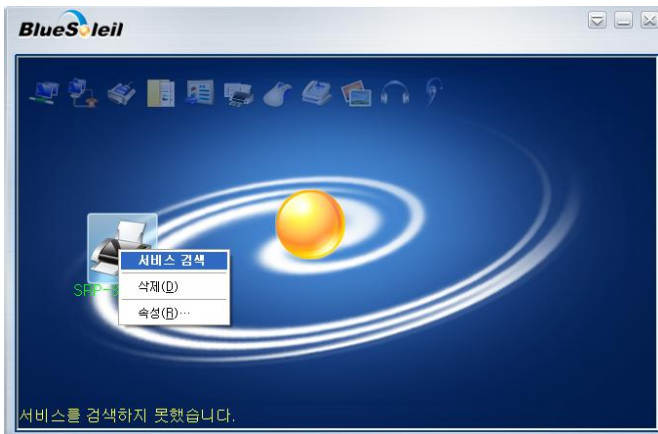 BlueSoleil
서비스 검색
SRP-
삭제(D)
속성(R)...
서비스를 검색하지 못했습니다.